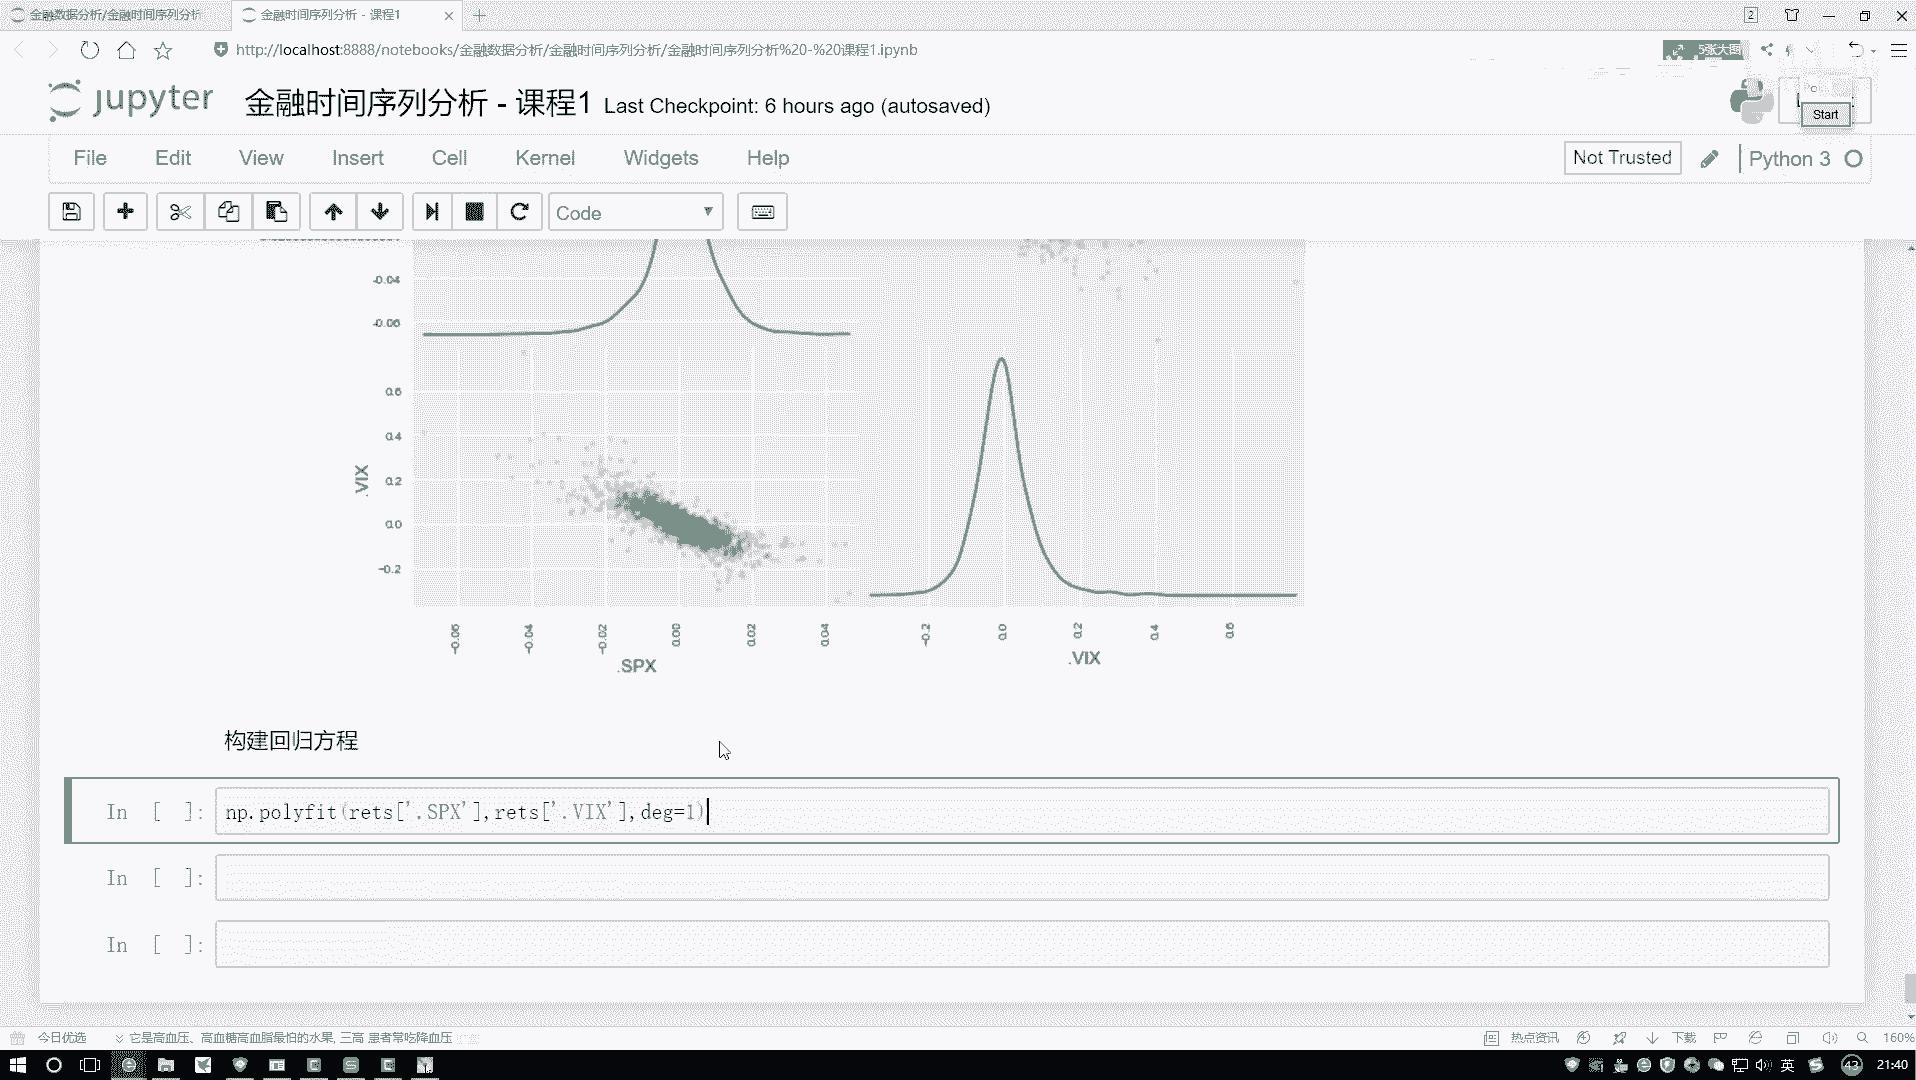 金融数据分析/金融时间序列分析
金融时间序列分析 - 课程1
2
http://localhost:8888/notebooks/金融数据分析/金融时间序列分析/金融时间序列分析%20-%20课程1.ipynb
5张大图
jupyter
金融时间序列分析 - 课程1 Last Checkpoint: 6 hours ago (autosaved)
Start
File Edit View Insert Cell Kernel Widgets Help
Not Trusted
Python 3
Code
-0.04
-0.06
0.6
0.4
0.2
0.0
-0.2
.VIX
-0.06 -0.04 -0.02 0.00 0.02 0.04
-0.2 0.0 0.2 0.4 0.6
.SPX
.VIX
构建回归方程
In [ ]: np.polyfit(rets['.SPX'],rets['.VIX'],deg=1)
In [ ]:
In [ ]:
今日优选 它是高血压、高血糖高血脂最怕的水果, 三高 患者常吃降血压
热点资讯 下载 160%
英 43 21:40